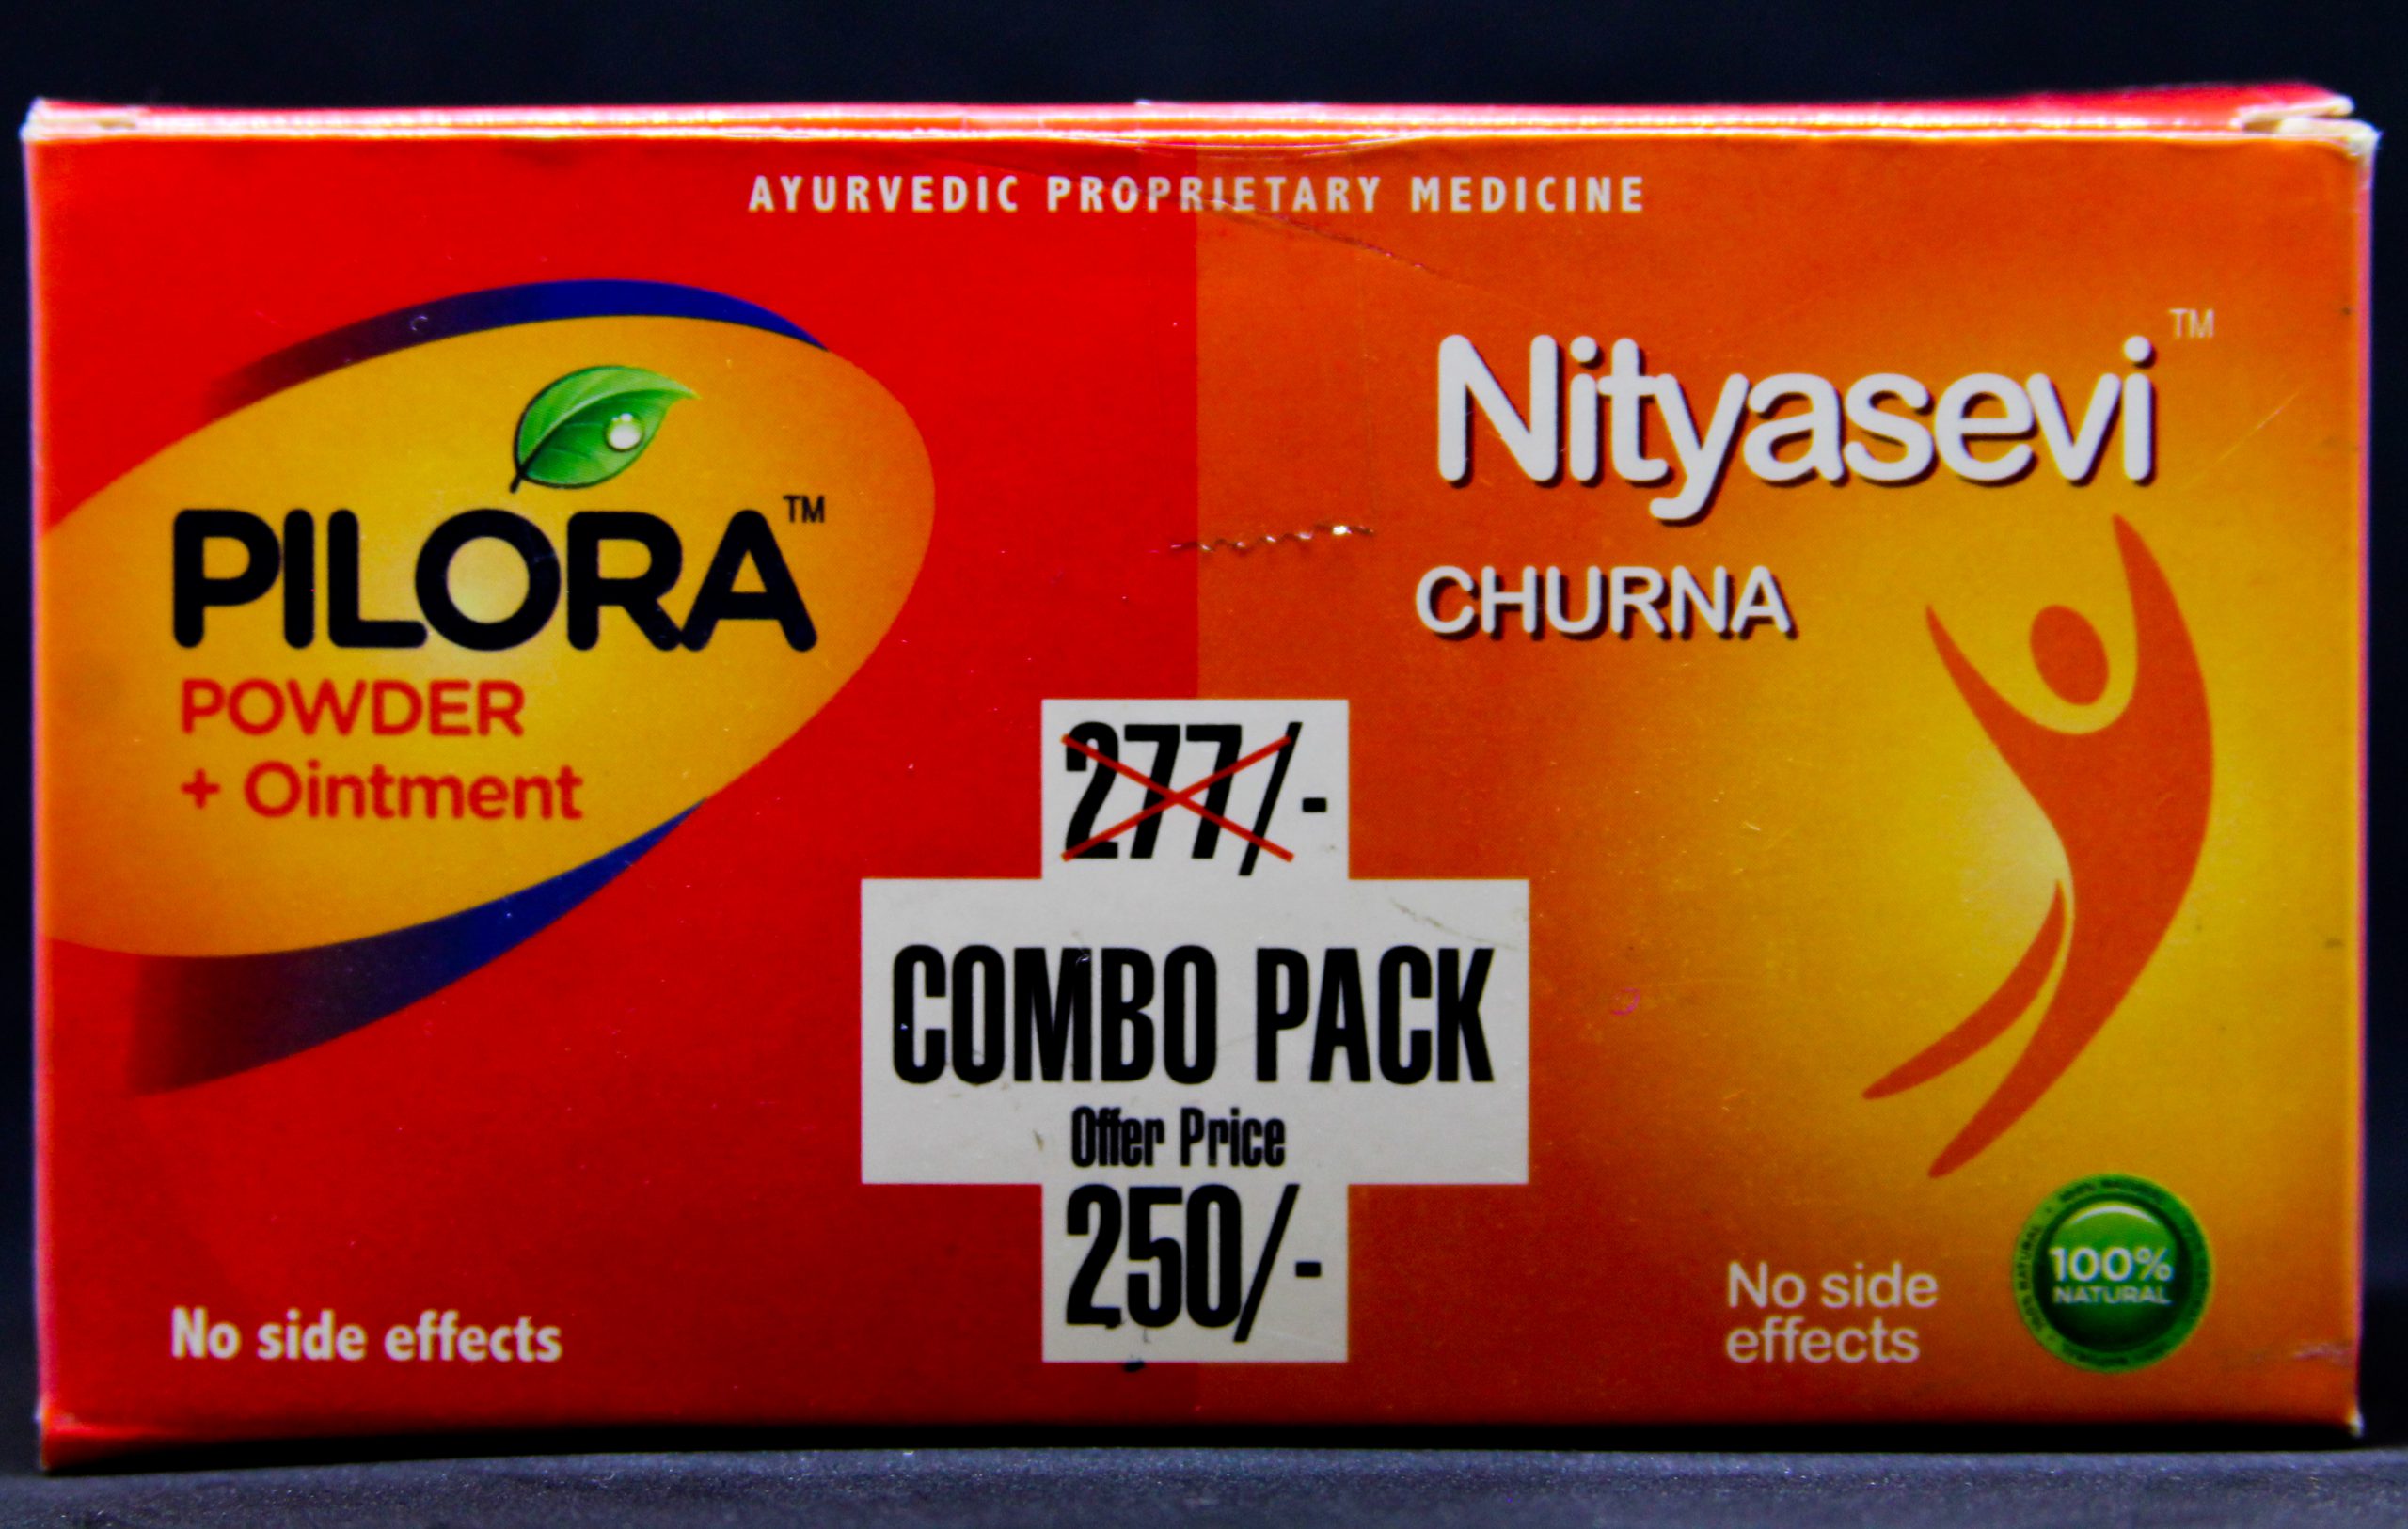 AYURVEDIC PROPRIETARY MEDICINE
PILORA™
POWDER
+ Ointment
No side effects
Nityasevi™
CHURNA
277/-
COMBO PACK
Offer Price
250/-
No side
effects
100%
NATURAL